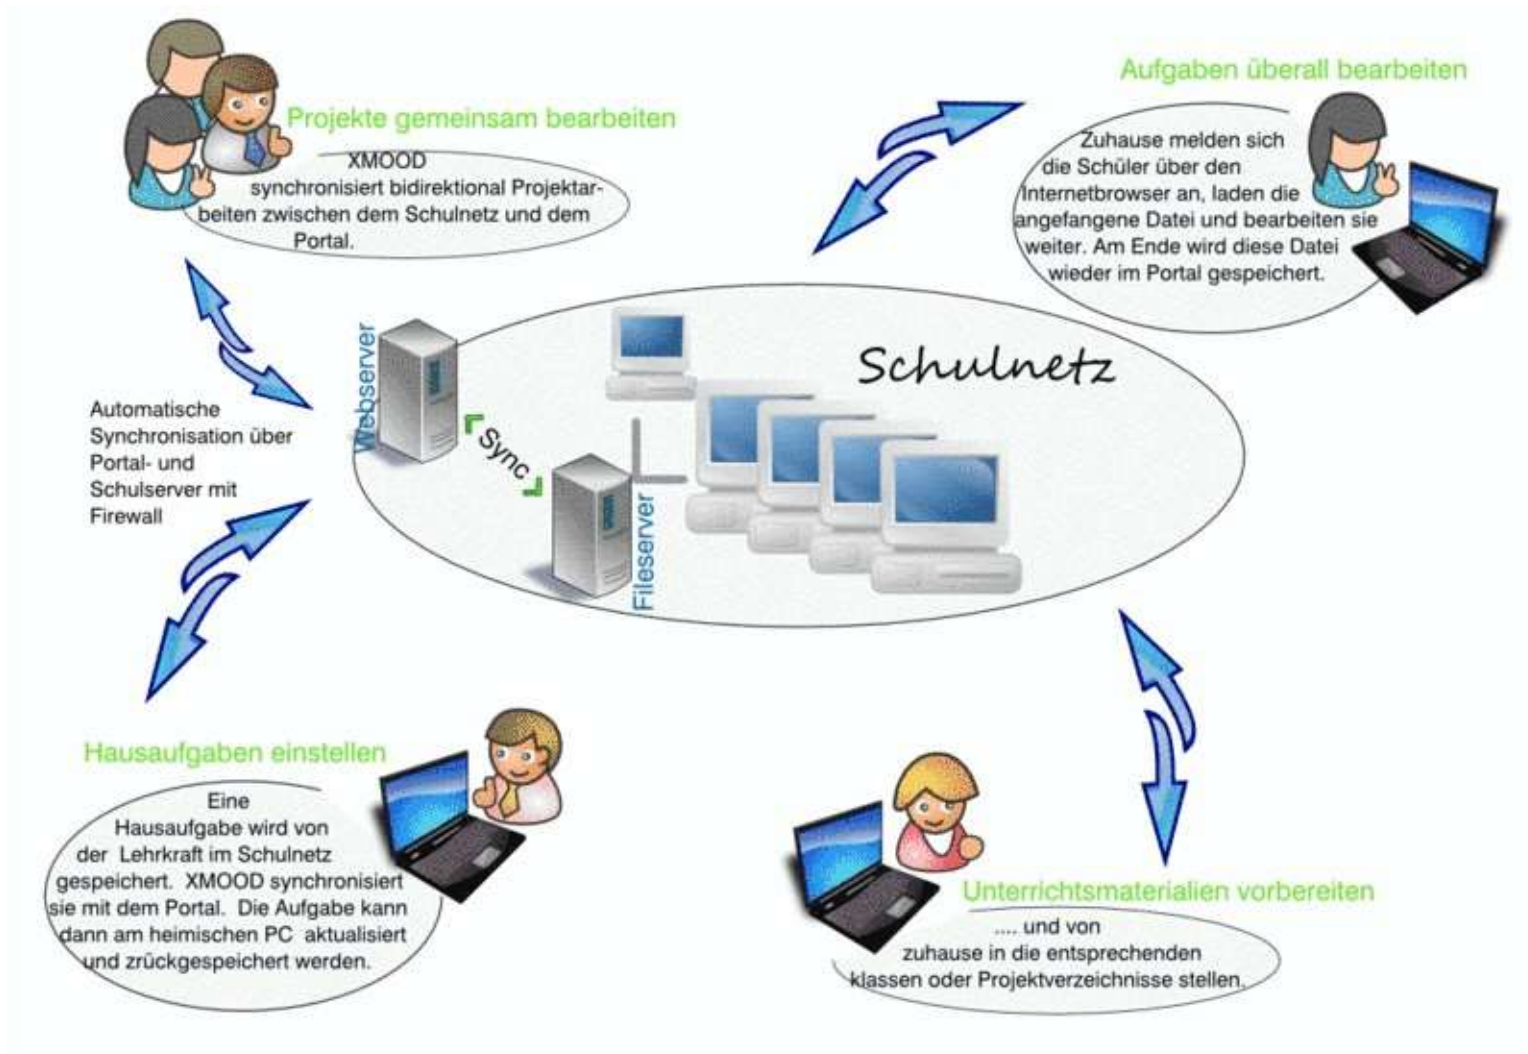 Projekte gemeinsam bearbeiten
XMOOD
synchronisiert bidirektional Projektar-
beiten zwischen dem Schulnetz und dem
Portal.
Aufgaben überall bearbeiten
Zuhause melden sich
die Schüler über den
Internetbrowser an, laden die
angefangene Datei und bearbeiten sie
weiter. Am Ende wird diese Datei
wieder im Portal gespeichert.
Automatische
Synchronisation über
Portal- und
Schulserver mit
Firewall
Webserver
Sync
Fileserver
Schulnetz
Hausaufgaben einstellen
Eine
Hausaufgabe wird von
der Lehrkraft im Schulnetz
gespeichert. XMOOD synchronisiert
sie mit dem Portal. Die Aufgabe kann
dann am heimischen PC aktualisiert
und zrückgespeichert werden.
Unterrichtsmaterialien vorbereiten
.... und von
zuhause in die entsprechenden
klassen oder Projektverzeichnisse stellen.